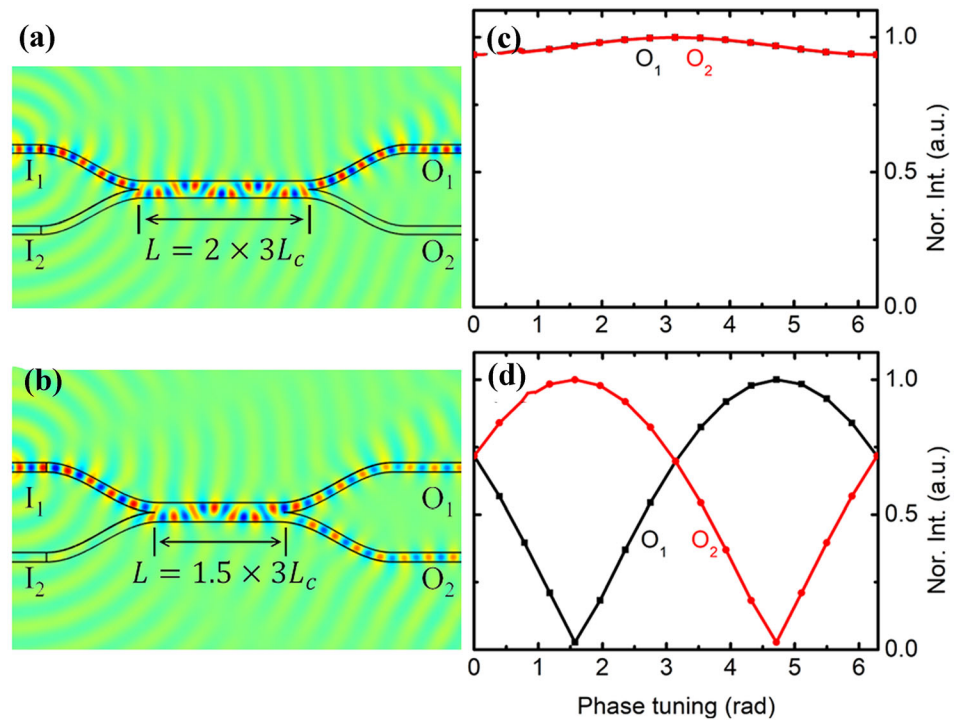 (a)
I₁
O₁
L = 2 × 3L_c
I₂
O₂
(b)
I₁
O₁
L = 1.5 × 3L_c
I₂
O₂
(c)
1.0
O₁ O₂
0.5
0.0
Nor. Int. (a.u.)
0 1 2 3 4 5 6
(d)
1.0
0.5
O₁ O₂
0.0
Nor. Int. (a.u.)
0 1 2 3 4 5 6
Phase tuning (rad)